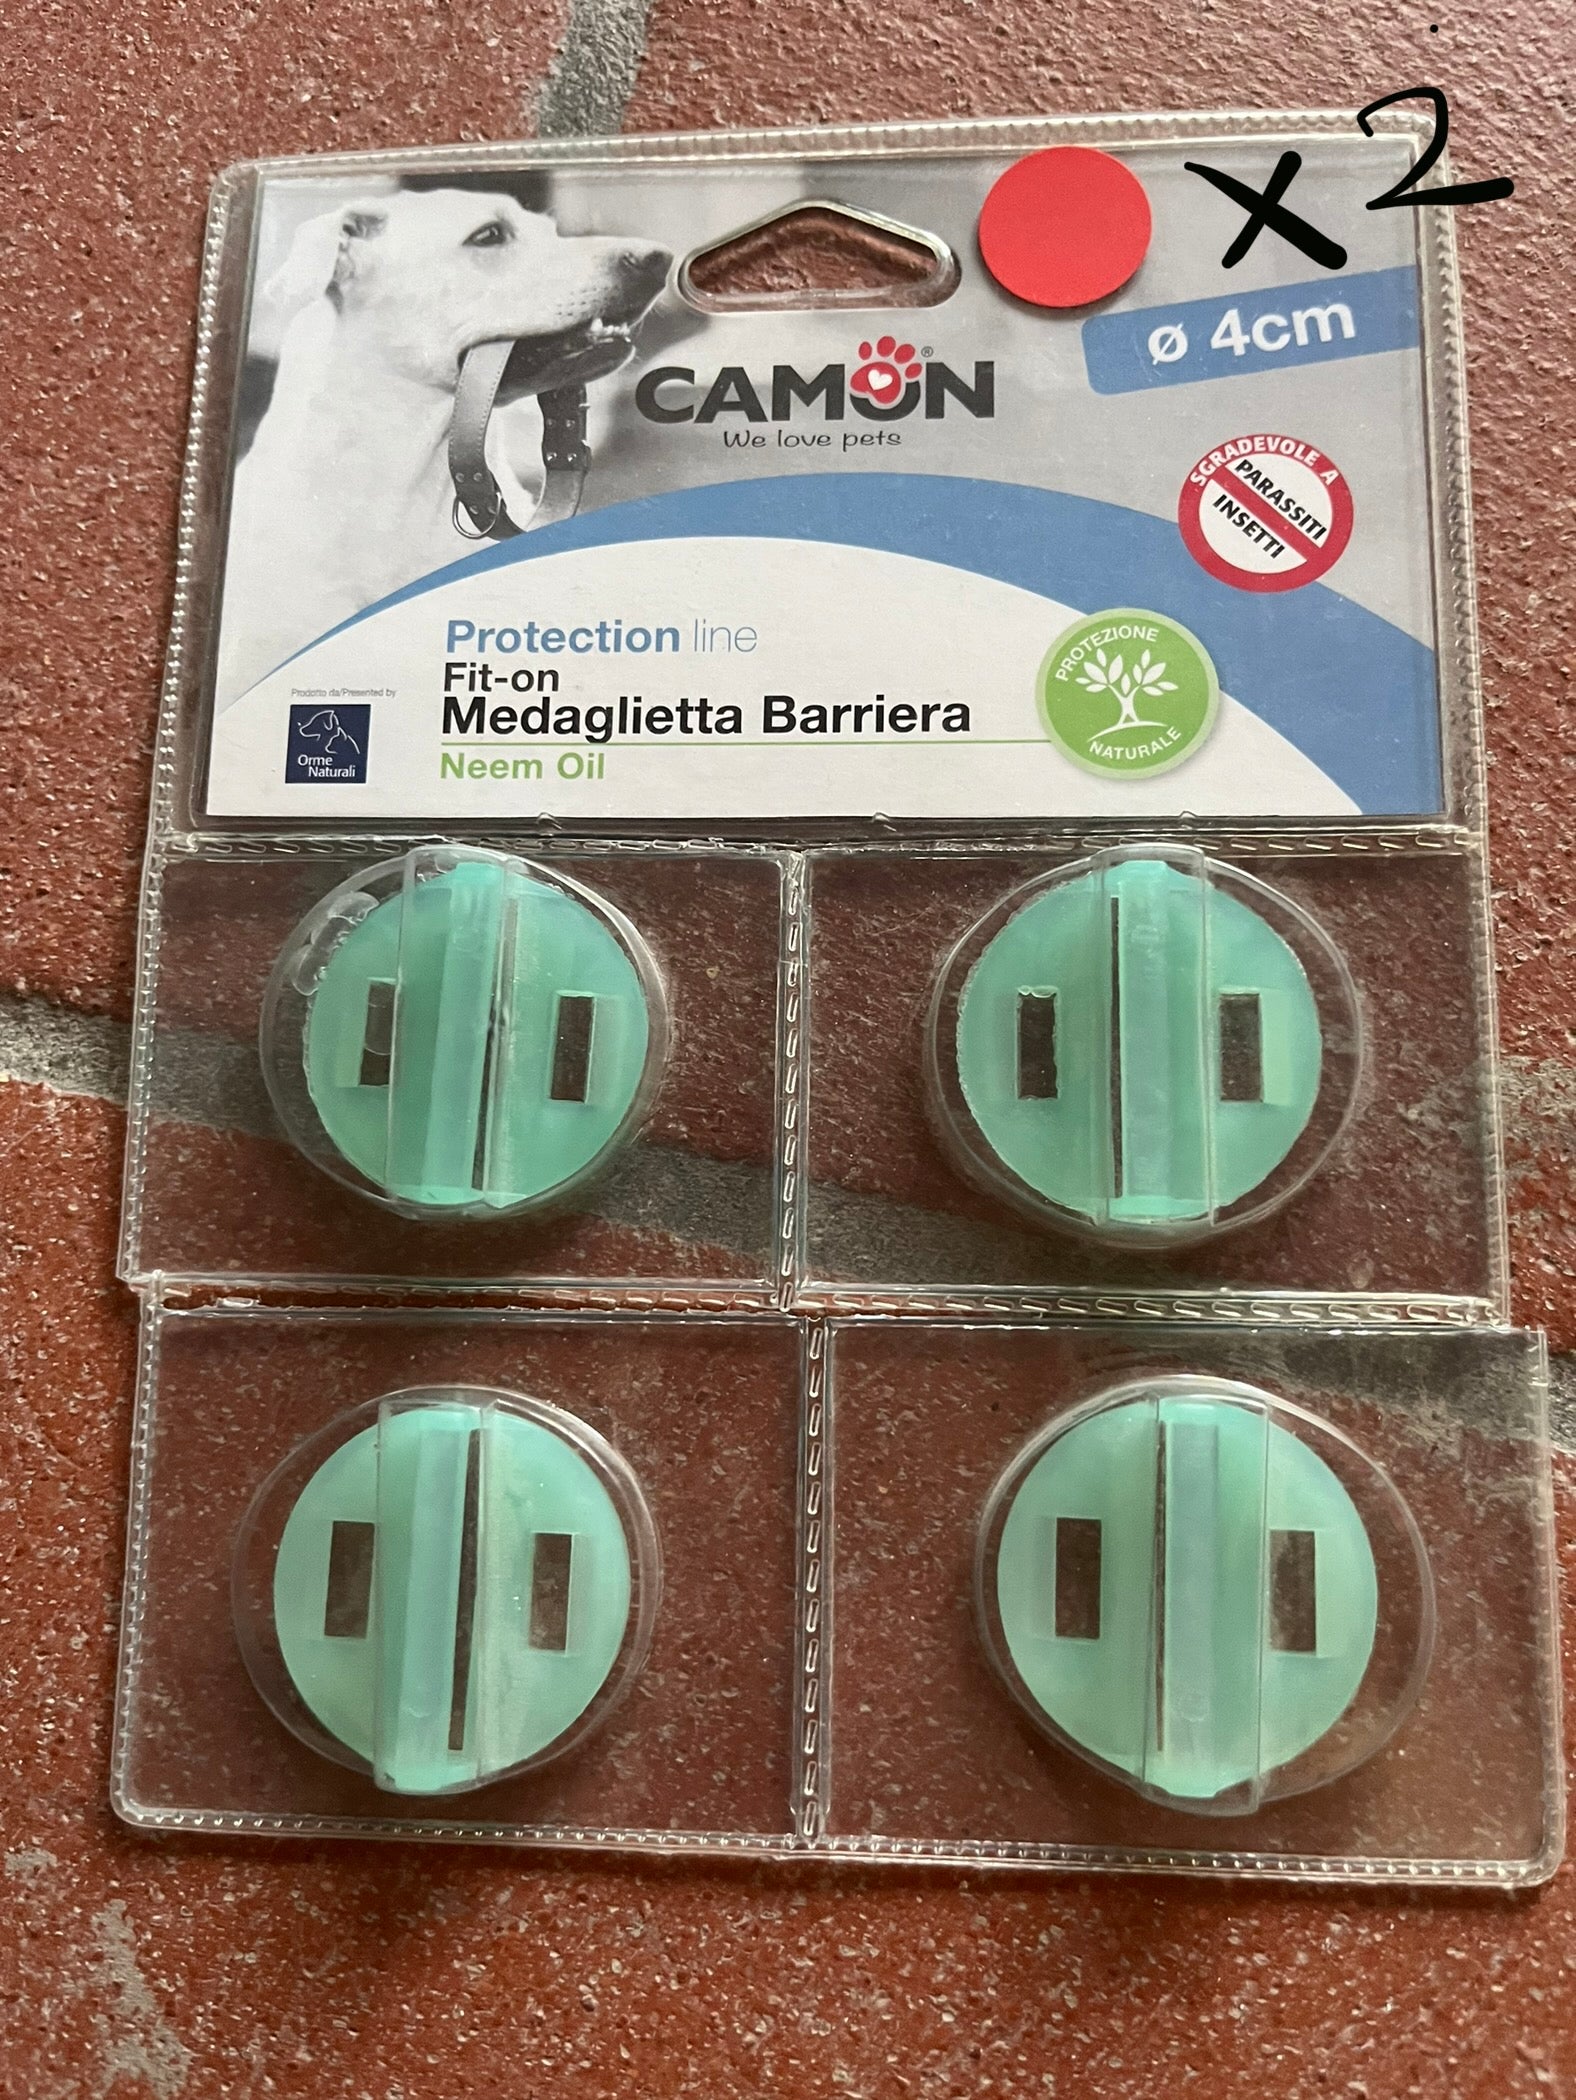 x2
ø 4cm
CAMON®
We love pets
SGRADEVOLE A
PARASSITI
INSETTI
Protection line
Fit-on
Medaglietta Barriera
Neem Oil
PROTEZIONE
NATURALE
Prodotto da/Presented by
Orme
Naturali